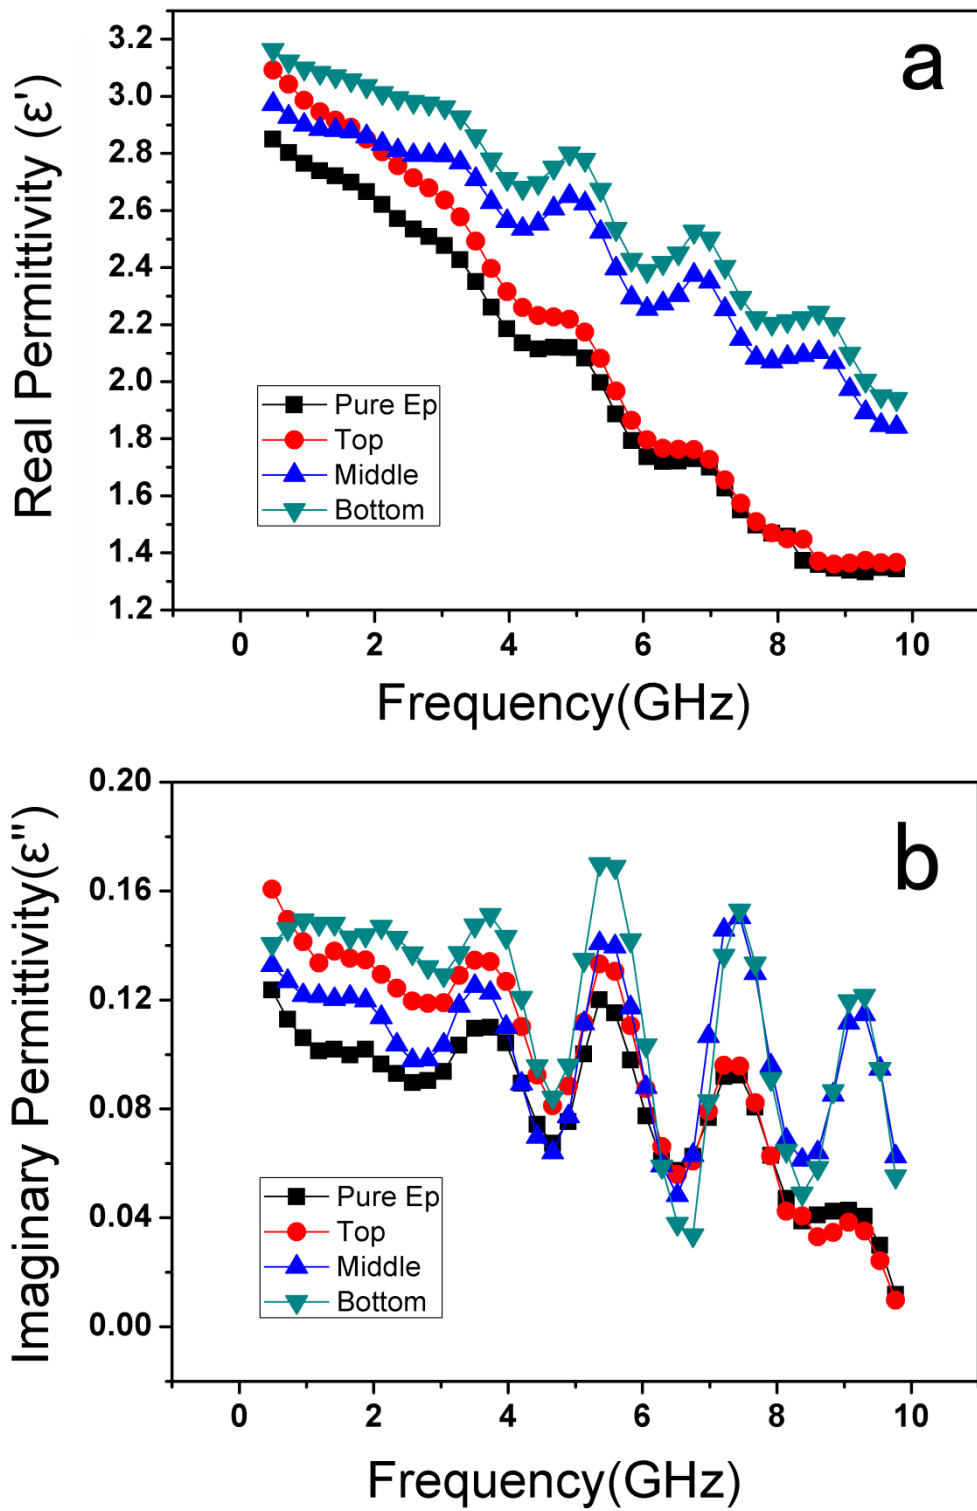 a
Real Permittivity (ε')
3.2
3.0
2.8
2.6
2.4
2.2
2.0
1.8
1.6
1.4
1.2
Pure Ep
Top
Middle
Bottom
0 2 4 6 8 10
Frequency(GHz)
b
Imaginary Permittivity(ε")
0.20
0.16
0.12
0.08
0.04
0.00
Pure Ep
Top
Middle
Bottom
0 2 4 6 8 10
Frequency(GHz)